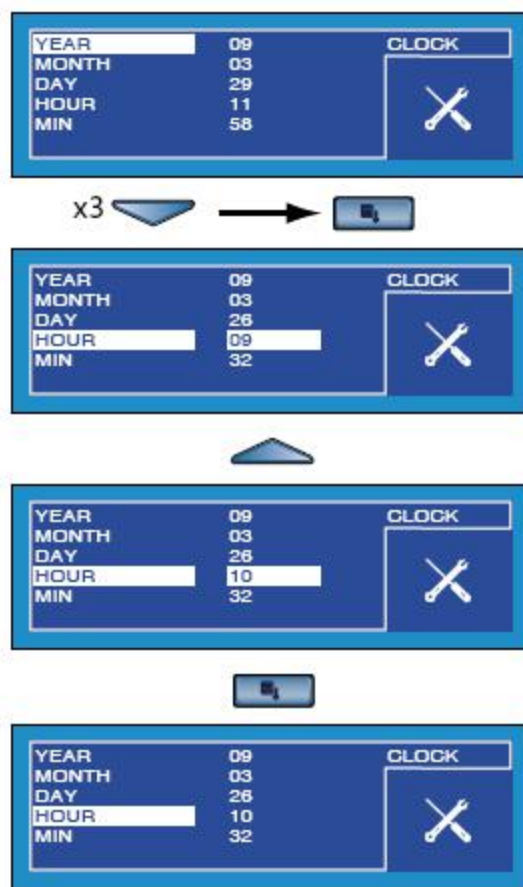 YEAR 09 CLOCK
MONTH 03
DAY 29
HOUR 11
MIN 58
x3
YEAR 09 CLOCK
MONTH 03
DAY 26
HOUR 09
MIN 32
YEAR 09 CLOCK
MONTH 03
DAY 26
HOUR 10
MIN 32
YEAR 09 CLOCK
MONTH 03
DAY 26
HOUR 10
MIN 32